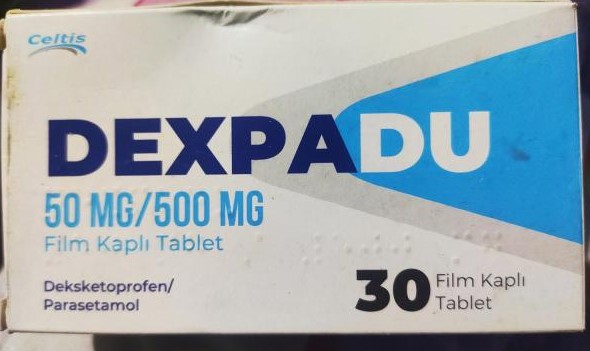 Celtis
DEXPADU
50 MG/500 MG
Film Kaplı Tablet
Deksketoprofen/
Parasetamol
30 Film Kaplı
Tablet